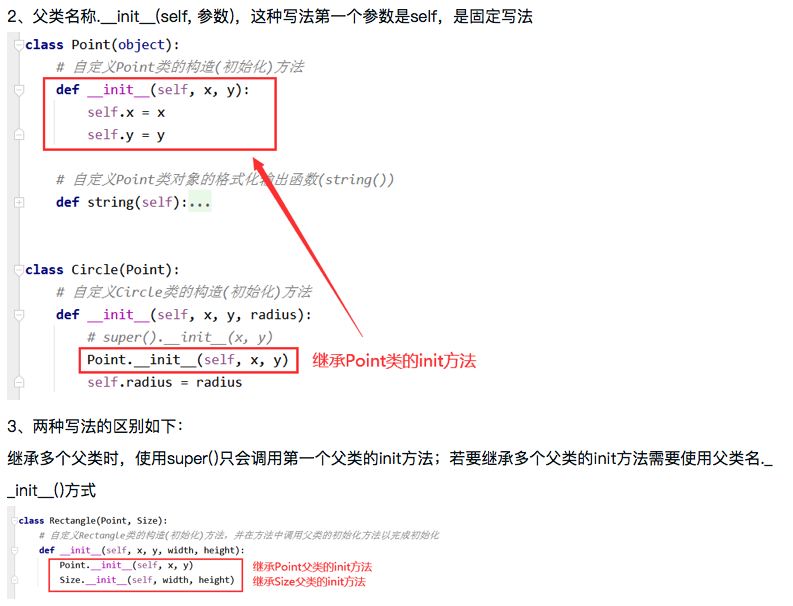 2、父类名称.__init__(self, 参数)，这种写法第一个参数是self，是固定写法
class Point(object):
# 自定义Point类的构造(初始化)方法
def __init__(self, x, y):
self.x = x
self.y = y
# 自定义Point类对象的格式化输出函数(string())
def string(self):...
class Circle(Point):
# 自定义Circle类的构造(初始化)方法
def __init__(self, x, y, radius):
# super().__init__(x, y)
Point.__init__(self, x, y) 继承Point类的init方法
self.radius = radius
3、两种写法的区别如下：
继承多个父类时，使用super()只会调用第一个父类的init方法；若要继承多个父类的init方法需要使用父类名._
_init__()方式
class Rectangle(Point, Size):
# 自定义Rectangle类的构造(初始化)方法，并在方法中调用父类的初始化方法以完成初始化
def __init__(self, x, y, width, height):
Point.__init__(self, x, y) 继承Point父类的init方法
Size.__init__(self, width, height) 继承Size父类的init方法